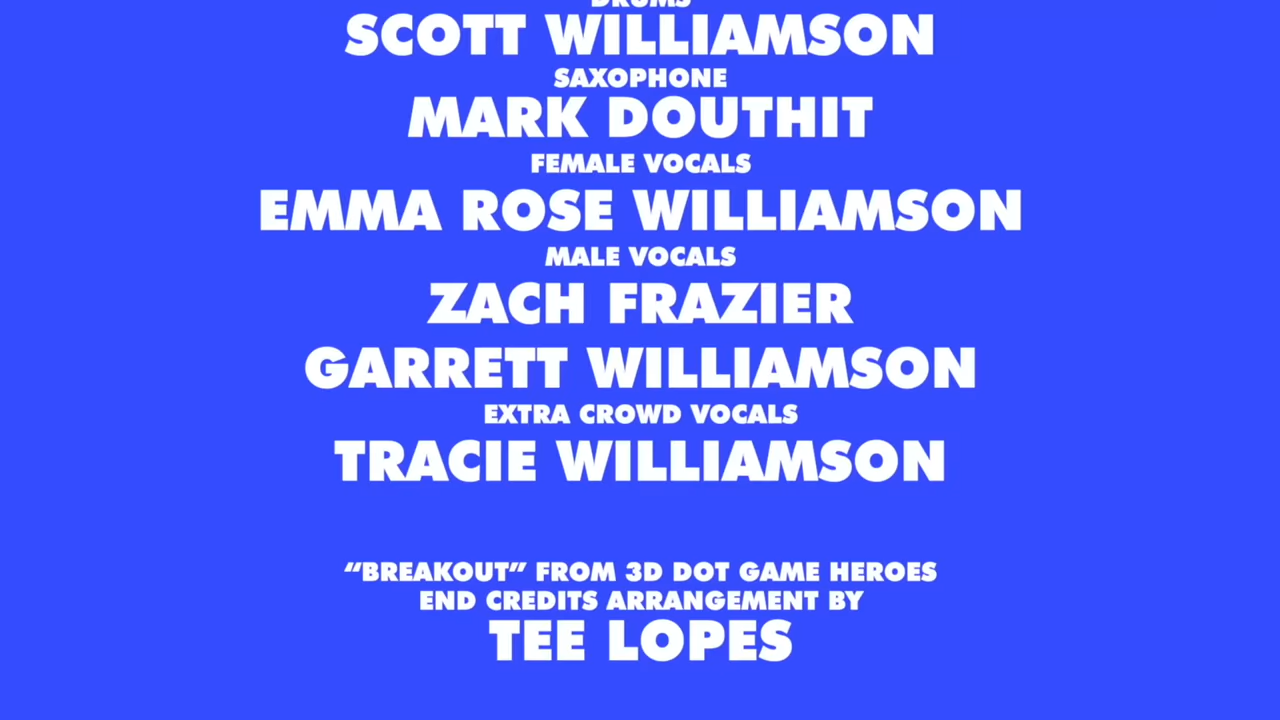 DRUMS
SCOTT WILLIAMSON
SAXOPHONE
MARK DOUTHIT
FEMALE VOCALS
EMMA ROSE WILLIAMSON
MALE VOCALS
ZACH FRAZIER
GARRETT WILLIAMSON
EXTRA CROWD VOCALS
TRACIE WILLIAMSON
“BREAKOUT” FROM 3D DOT GAME HEROES
END CREDITS ARRANGEMENT BY
TEE LOPES